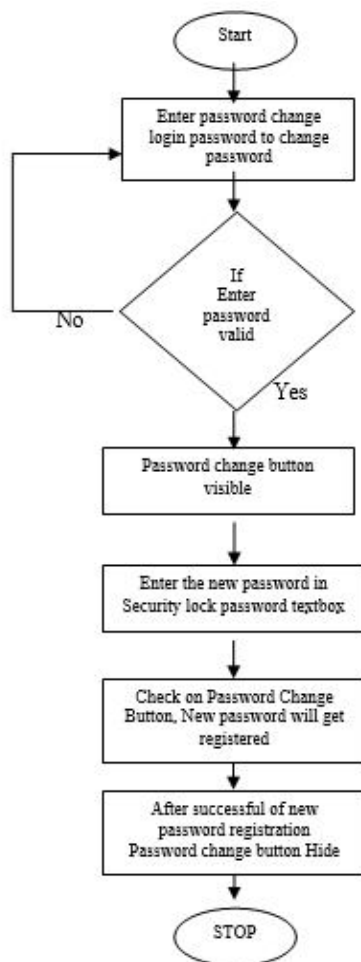 Start
Enter password change
login password to change
password
If
Enter
password
valid
No
Yes
Password change button
visible
Enter the new password in
Security lock password textbox
Check on Password Change
Button, New password will get
registered
After successful of new
password registration
Password change button Hide
STOP